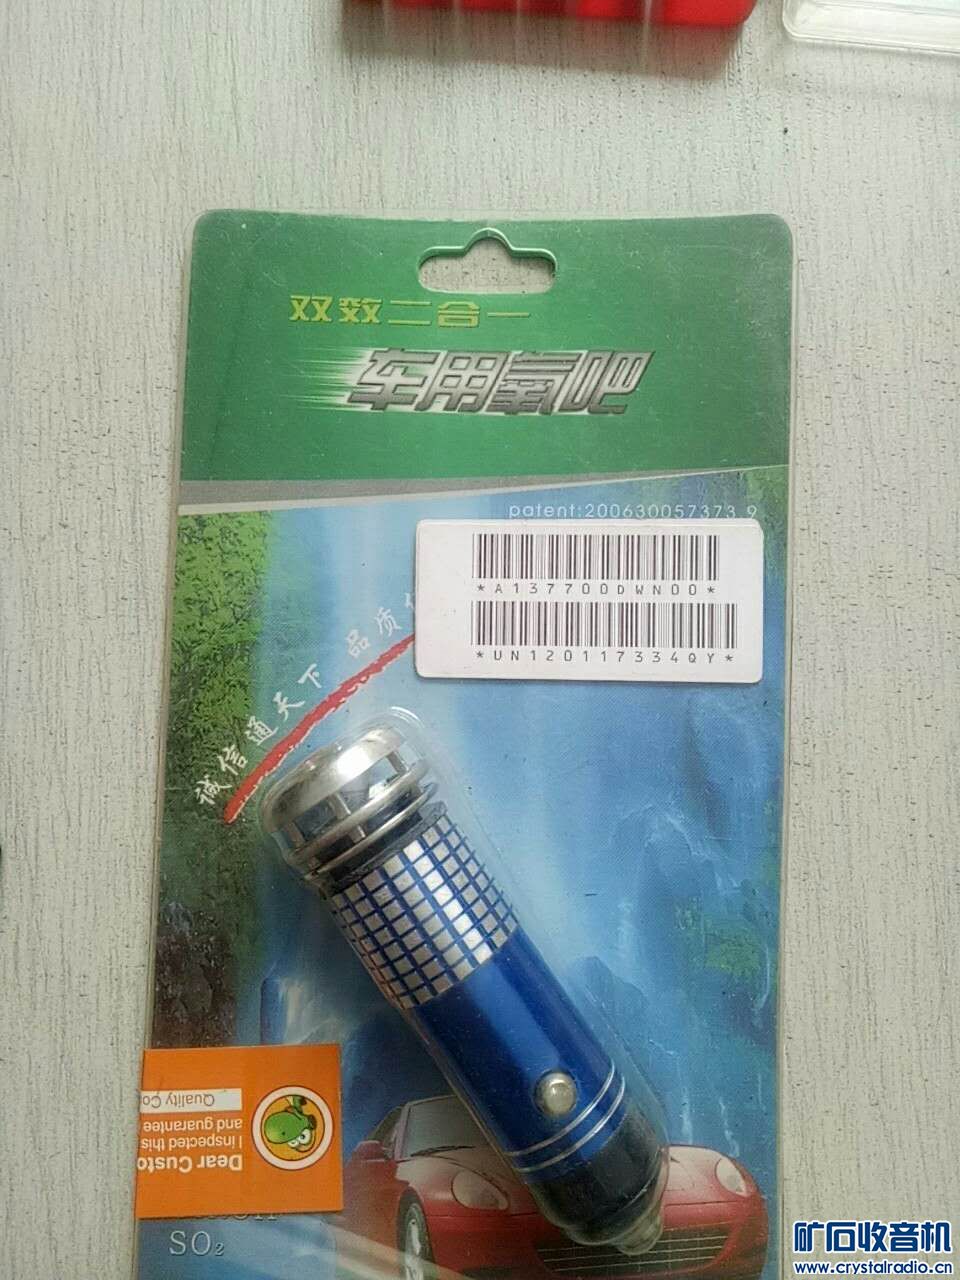 双效二合一
车用氧吧
patent:200630057373.9
*A137700DWN00*
*UN120117334QY*
诚信通天下 品质
Dear Custo
I inspected this
and guarantee
Quality Co
SO₂
矿石收音机
www.crystalradio.cn